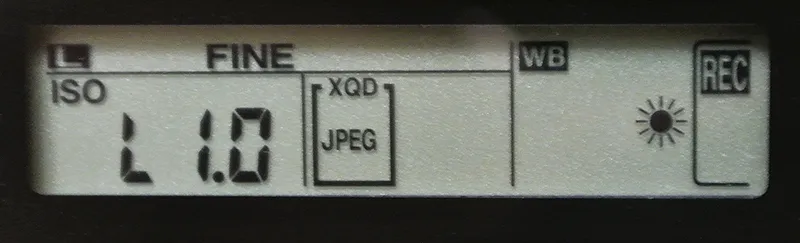 L FINE WB
ISO XQD REC
L 1.0 JPEG